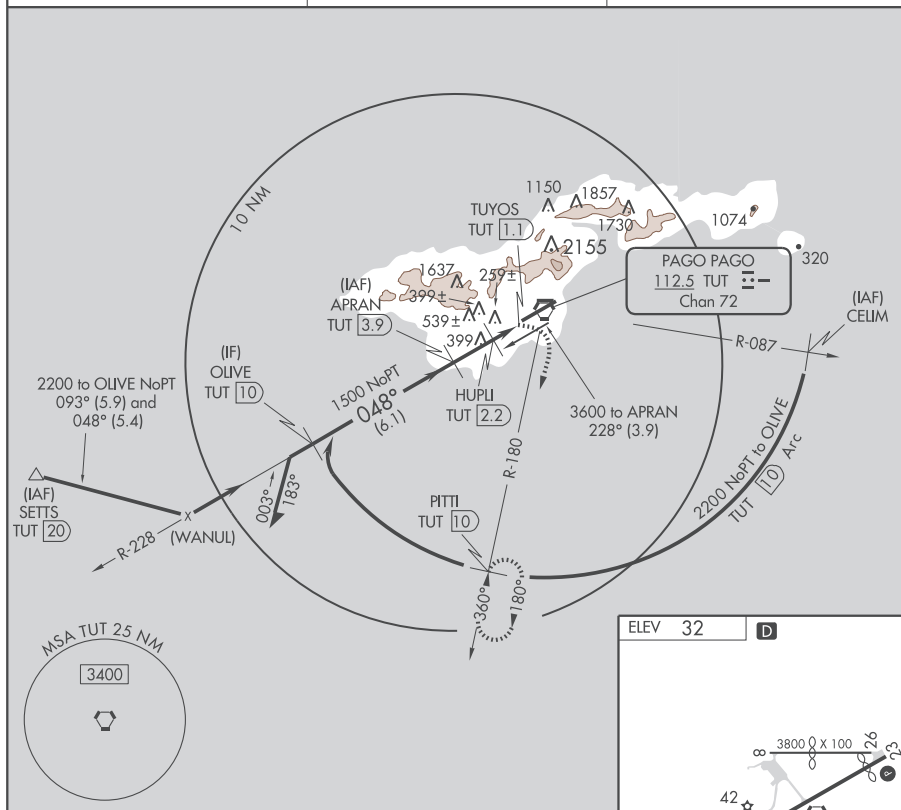 10 NM
1150
1857
1730
1074
320
TUYOS
TUT 1.1
2155
PAGO PAGO
112.5 TUT
Chan 72
1637
259±
399±
539±
399
(IAF)
APRAN
TUT 3.9
(IAF)
CELIM
R-087
(IF)
OLIVE
TUT 10
1500 NoPT
048°
(6.1)
HUPLI
TUT 2.2
3600 to APRAN
228° (3.9)
2200 to OLIVE NoPT
093° (5.9) and
048° (5.4)
R-180
2200 NoPT to OLIVE
TUT 10 Arc
(IAF)
SETTS
TUT 20
003°
183°
(WANUL)
R-228
PITTI
TUT 10
360°
180°
MSA TUT 25 NM
3400
ELEV 32 D
8
3800 X 100
26
23
P
42